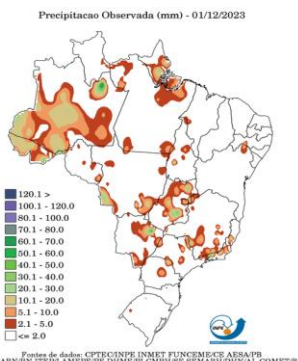 Precipitacao Observada (mm) - 01/12/2023
120.1 >
100.1 - 120.0
80.1 - 100.0
70.1 - 80.0
60.1 - 70.0
50.1 - 60.0
40.1 - 50.0
30.1 - 40.0
20.1 - 30.0
10.1 - 20.0
5.1 - 10.0
2.1 - 5.0
<= 2.0
Fontes de dados: CPTEC/INPE INMET FUNCEME/CE AESA/PB